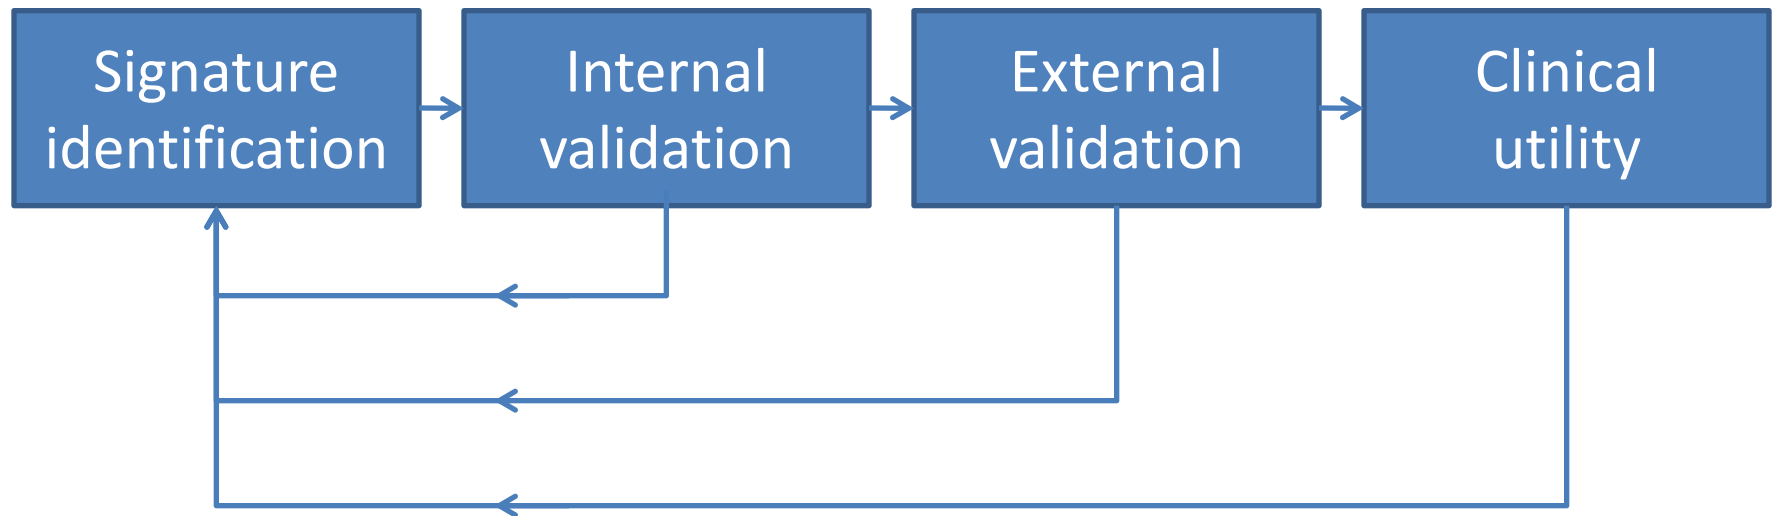 Signature
identification
Internal
validation
External
validation
Clinical
utility